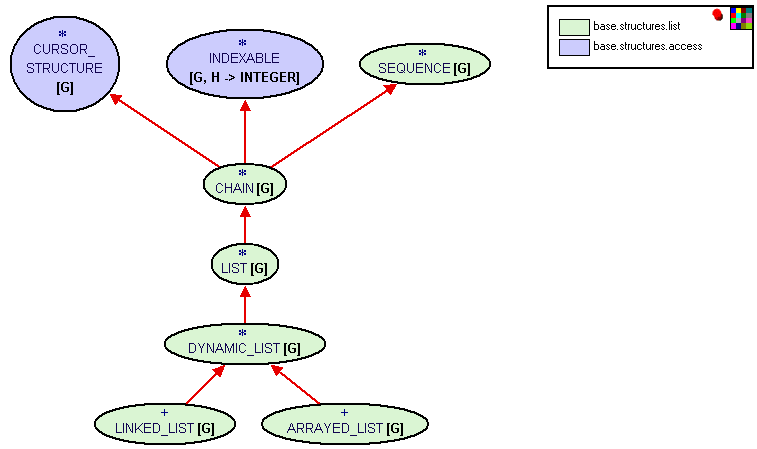 *
CURSOR_
STRUCTURE
[G]
*
INDEXABLE
[G, H -> INTEGER]
*
SEQUENCE [G]
base.structures.list
base.structures.access
*
CHAIN [G]
*
LIST [G]
*
DYNAMIC_LIST [G]
+
LINKED_LIST [G]
+
ARRAYED_LIST [G]